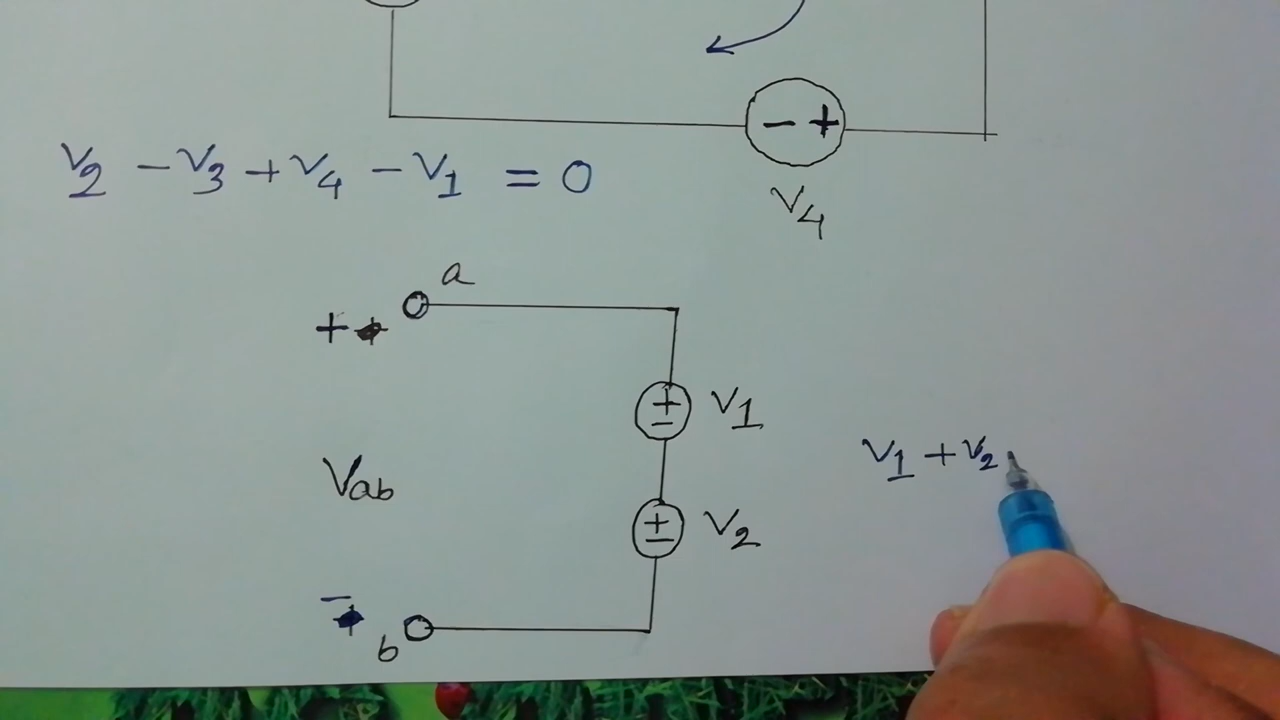 - +
V2 - V3 + V4 - V1 = 0
V4
a
+
+
-
V1
V1 + V2
Vab
+
-
V2
-
b